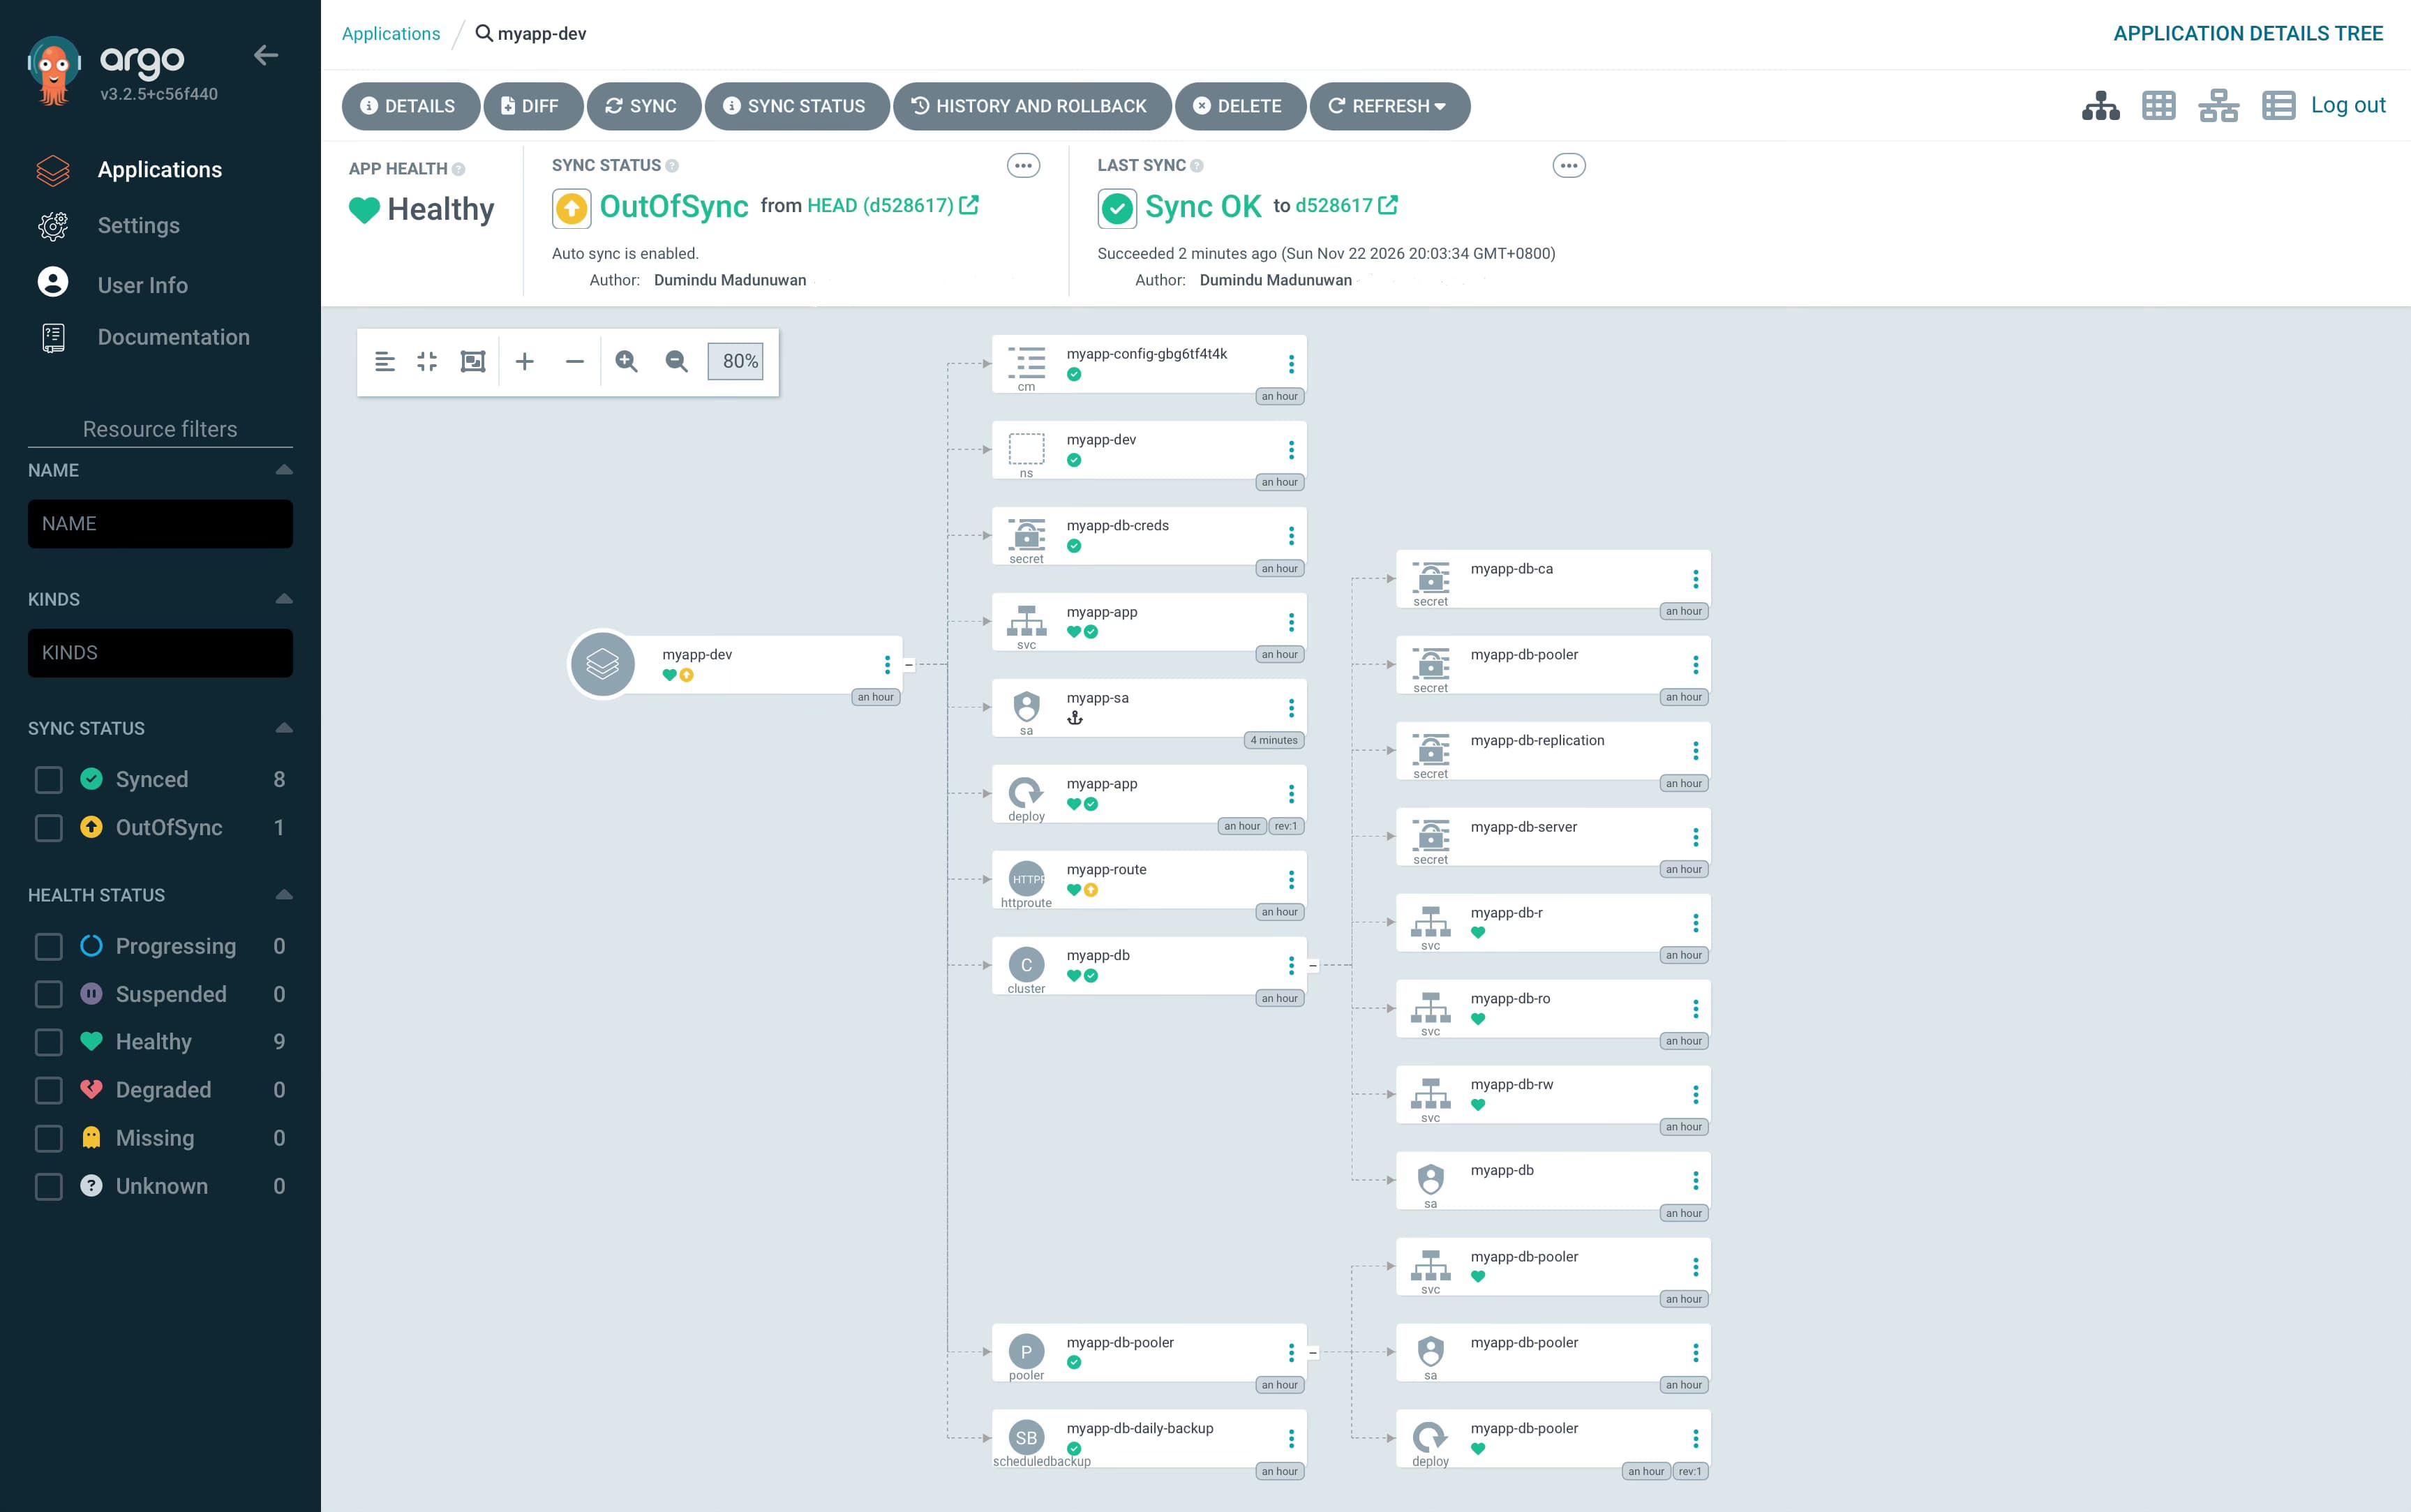 argo
v3.2.5+c56f440
Applications
Settings
User Info
Documentation
Resource filters
NAME
NAME
KINDS
KINDS
SYNC STATUS
Synced 8
OutOfSync 1
HEALTH STATUS
Progressing 0
Suspended 0
Healthy 9
Degraded 0
Missing 0
Unknown 0
Applications / myapp-dev
APPLICATION DETAILS TREE
DETAILS DIFF SYNC SYNC STATUS HISTORY AND ROLLBACK DELETE REFRESH
Log out
APP HEALTH
Healthy
SYNC STATUS
OutOfSync from HEAD (d528617)
Auto sync is enabled.
Author: Dumindu Madunuwan
LAST SYNC
Sync OK to d528617
Succeeded 2 minutes ago (Sun Nov 22 2026 20:03:34 GMT+0800)
Author: Dumindu Madunuwan
80%
myapp-dev
an hour
myapp-config-gbg6tf4t4k
cm
an hour
myapp-dev
ns
an hour
myapp-db-creds
secret
an hour
myapp-app
svc
an hour
myapp-sa
sa
4 minutes
myapp-app
deploy
an hour rev:1
myapp-route
HTTPR
httproute
an hour
myapp-db
C
cluster
an hour
myapp-db-pooler
P
pooler
an hour
myapp-db-daily-backup
SB
scheduledbackup
an hour
myapp-db-ca
secret
an hour
myapp-db-pooler
secret
an hour
myapp-db-replication
secret
an hour
myapp-db-server
secret
an hour
myapp-db-r
svc
an hour
myapp-db-ro
svc
an hour
myapp-db-rw
svc
an hour
myapp-db
sa
an hour
myapp-db-pooler
svc
an hour
myapp-db-pooler
sa
an hour
myapp-db-pooler
deploy
an hour rev:1